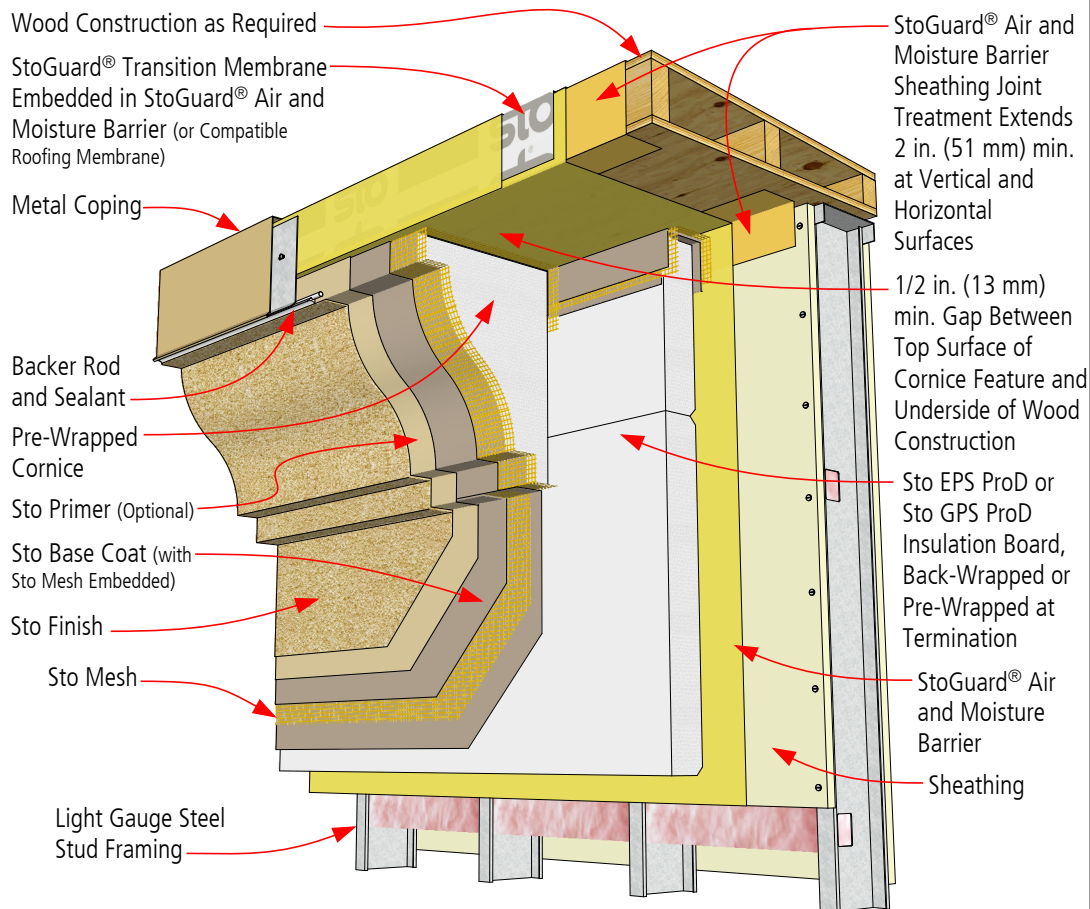 Wood Construction as Required
StoGuard® Transition Membrane
Embedded in StoGuard® Air and
Moisture Barrier (or Compatible
Roofing Membrane)
Metal Coping
Backer Rod
and Sealant
Pre-Wrapped
Cornice
Sto Primer (Optional)
Sto Base Coat (with
Sto Mesh Embedded)
Sto Finish
Sto Mesh
Light Gauge Steel
Stud Framing
sto
sto
StoGuard® Air and
Moisture Barrier
Sheathing Joint
Treatment Extends
2 in. (51 mm) min.
at Vertical and
Horizontal
Surfaces
1/2 in. (13 mm)
min. Gap Between
Top Surface of
Cornice Feature and
Underside of Wood
Construction
Sto EPS ProD or
Sto GPS ProD
Insulation Board,
Back-Wrapped or
Pre-Wrapped at
Termination
StoGuard® Air
and Moisture
Barrier
Sheathing